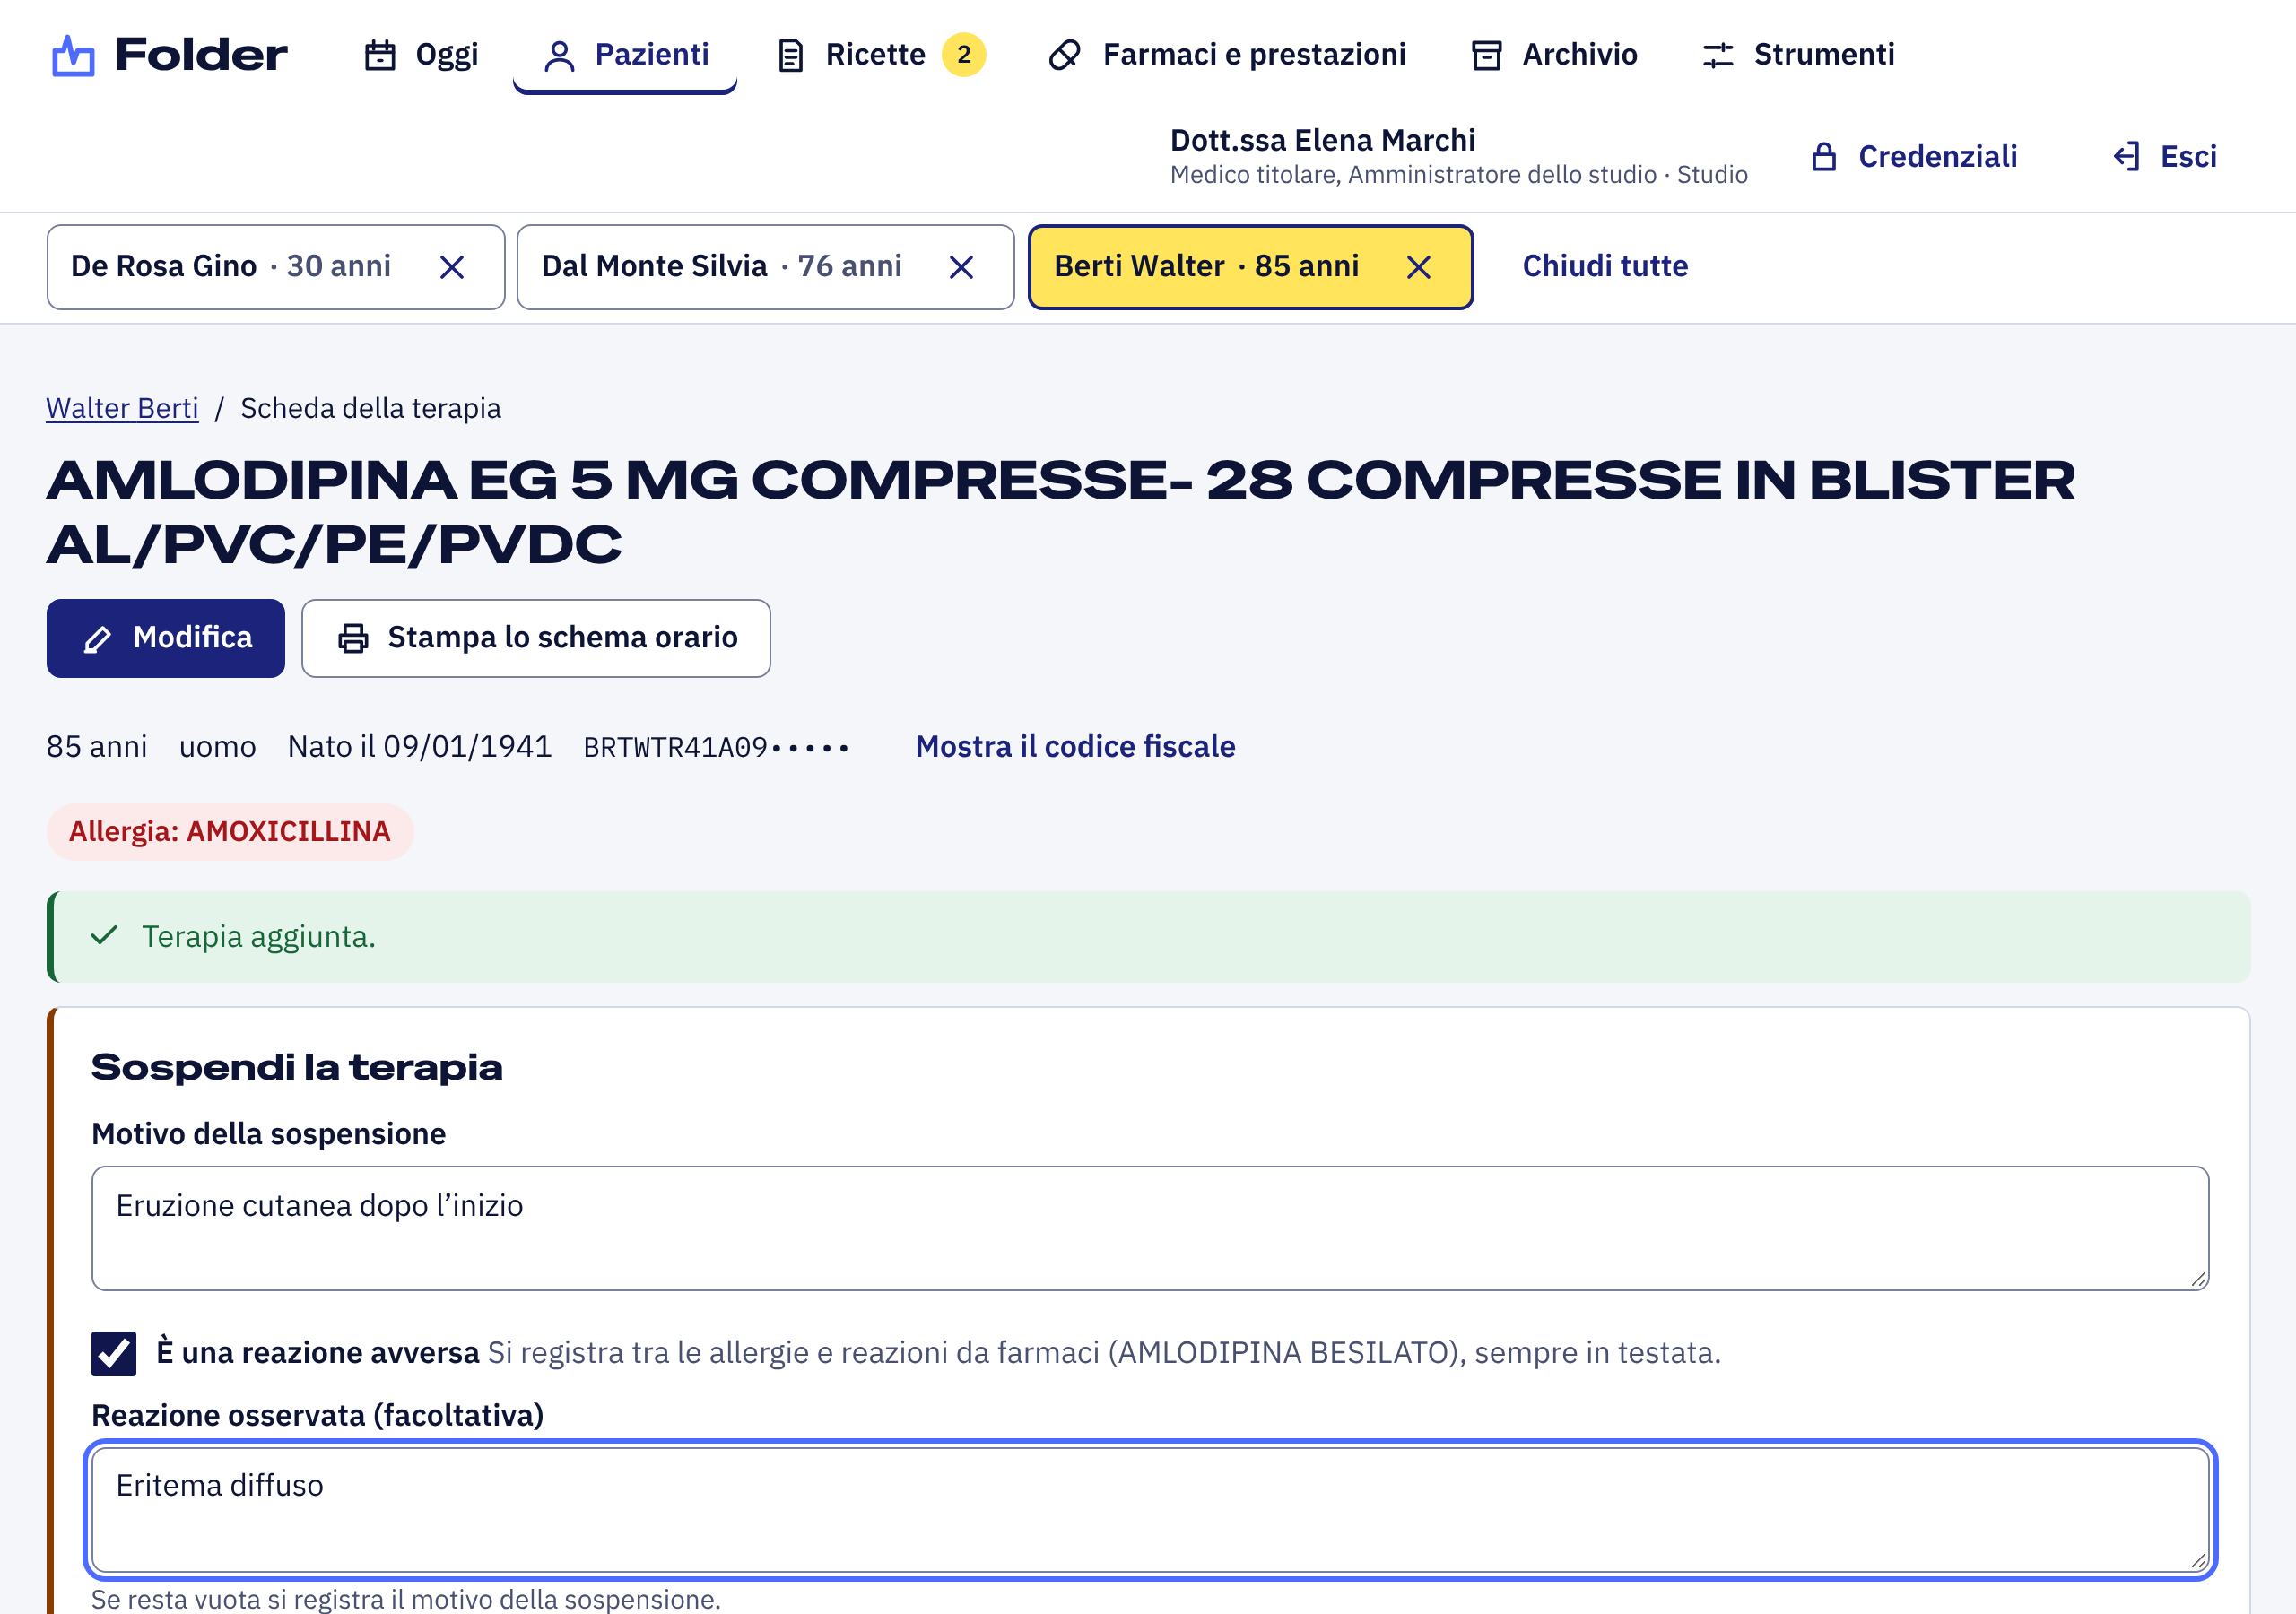 Folder
Oggi
Pazienti
Ricette 2
Farmaci e prestazioni
Archivio
Strumenti
Dott.ssa Elena Marchi
Medico titolare, Amministratore dello studio · Studio
Credenziali
Esci
De Rosa Gino · 30 anni
Dal Monte Silvia · 76 anni
Berti Walter · 85 anni
Chiudi tutte
Walter Berti / Scheda della terapia
AMLODIPINA EG 5 MG COMPRESSE- 28 COMPRESSE IN BLISTER
AL/PVC/PE/PVDC
Modifica
Stampa lo schema orario
85 anni uomo Nato il 09/01/1941 BRTWTR41A09••••• Mostra il codice fiscale
Allergia: AMOXICILLINA
Terapia aggiunta.
Sospendi la terapia
Motivo della sospensione
Eruzione cutanea dopo l’inizio
È una reazione avversa Si registra tra le allergie e reazioni da farmaci (AMLODIPINA BESILATO), sempre in testata.
Reazione osservata (facoltativa)
Eritema diffuso
Se resta vuota si registra il motivo della sospensione.